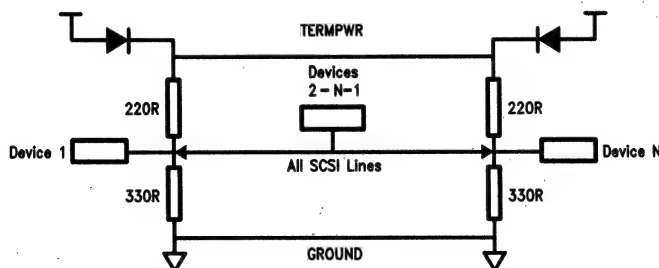 TERMPWR
Devices
2-N-1
220R
220R
Device 1
Device N
All SCSI Lines
330R
330R
GROUND